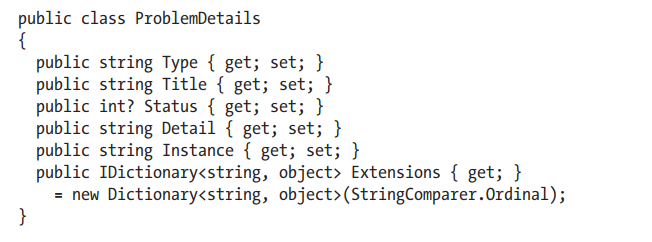 public class ProblemDetails
{
  public string Type { get; set; }
  public string Title { get; set; }
  public int? Status { get; set; }
  public string Detail { get; set; }
  public string Instance { get; set; }
  public IDictionary<string, object> Extensions { get; }
    = new Dictionary<string, object>(StringComparer.Ordinal);
}